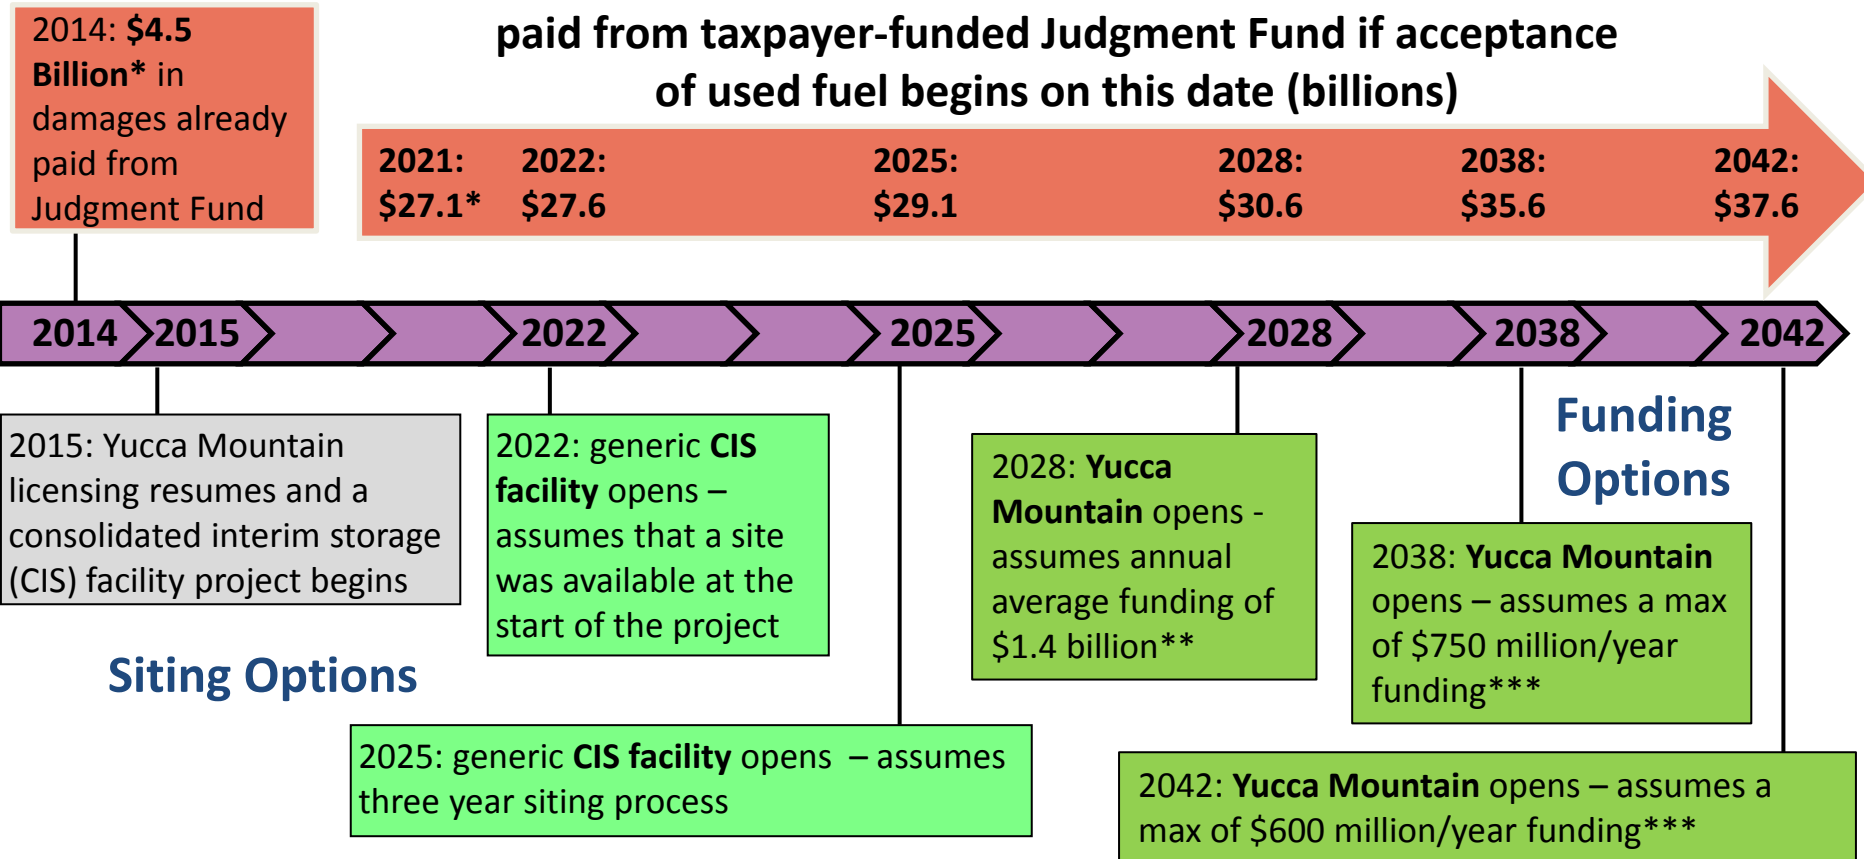 2014: $4.5
Billion* in
damages already
paid from
Judgment Fund
paid from taxpayer-funded Judgment Fund if acceptance
of used fuel begins on this date (billions)
2021:
$27.1*
2022:
$27.6
2025:
$29.1
2028:
$30.6
2038:
$35.6
2042:
$37.6
2014
2015
2022
2025
2028
2038
2042
2015: Yucca Mountain
licensing resumes and a
consolidated interim storage
(CIS) facility project begins
2022: generic CIS
facility opens –
assumes that a site
was available at the
start of the project
2028: Yucca
Mountain opens -
assumes annual
average funding of
$1.4 billion**
Funding
Options
2038: Yucca Mountain
opens – assumes a max
of $750 million/year
funding***
Siting Options
2025: generic CIS facility opens – assumes
three year siting process
2042: Yucca Mountain opens – assumes a
max of $600 million/year funding***